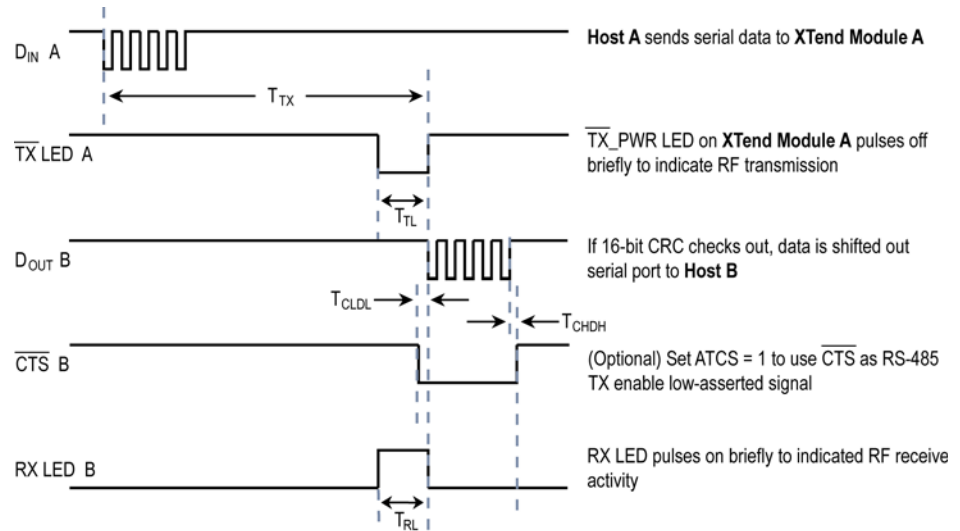 D_IN A
Host A sends serial data to XTend Module A
T_TX
TX LED A
TX_PWR LED on XTend Module A pulses off
briefly to indicate RF transmission
T_TL
D_OUT B
If 16-bit CRC checks out, data is shifted out
serial port to Host B
T_CLDL
T_CHDH
CTS B
(Optional) Set ATCS = 1 to use CTS as RS-485
TX enable low-asserted signal
RX LED B
RX LED pulses on briefly to indicated RF receive
activity
T_RL